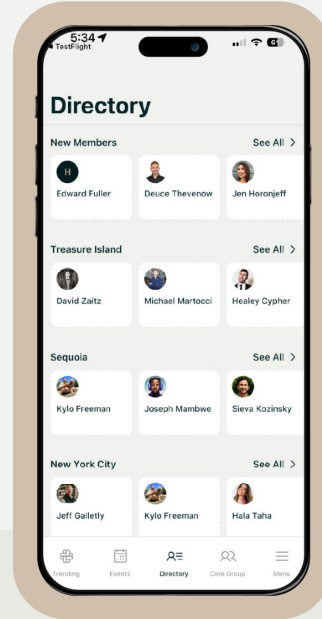 5:34
TestFlight
61
Directory
New Members See All
H
Edward Fuller Deuce Thevenow Jen Horonjeff
Treasure Island See All
David Zaitz Michael Martocci Healey Cypher
Sequoia See All
Kylo Freeman Joseph Mambwe Sieva Kozinsky
New York City See All
Jeff Galletly Kylo Freeman Hala Taha
Trending Events Directory Core Group Menu